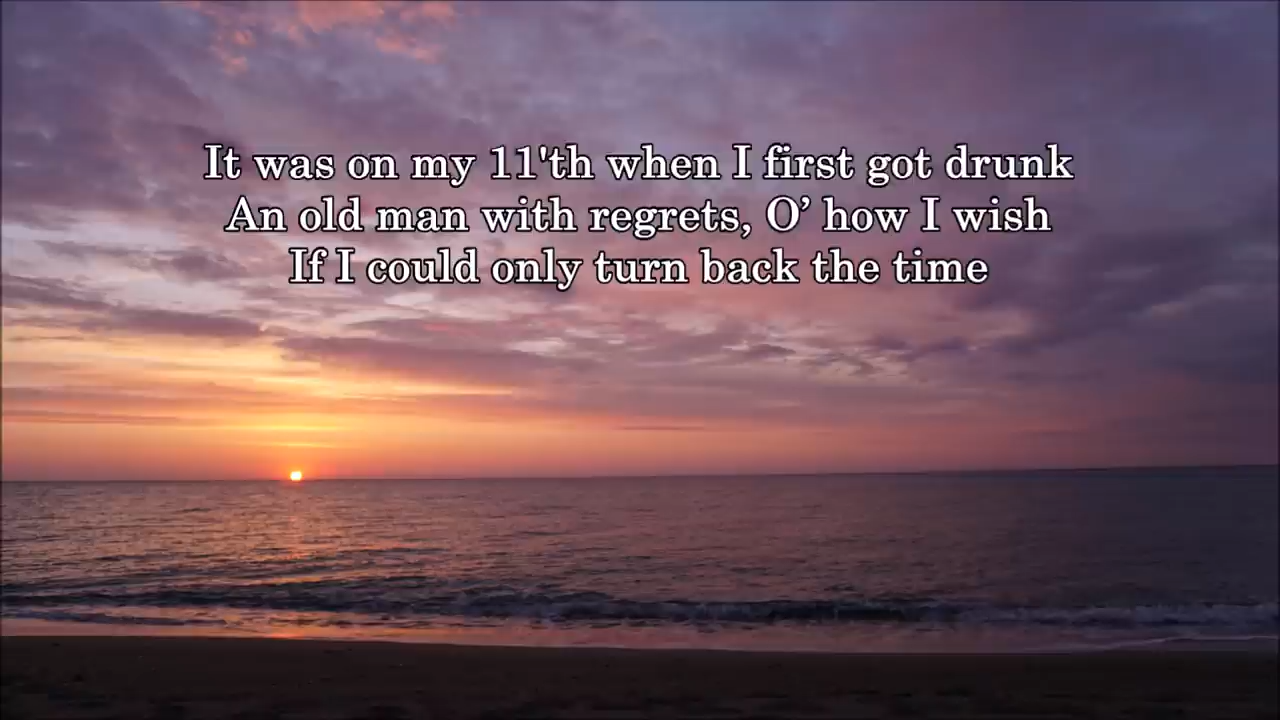 It was on my 11'th when I first got drunk
An old man with regrets, O’ how I wish
If I could only turn back the time